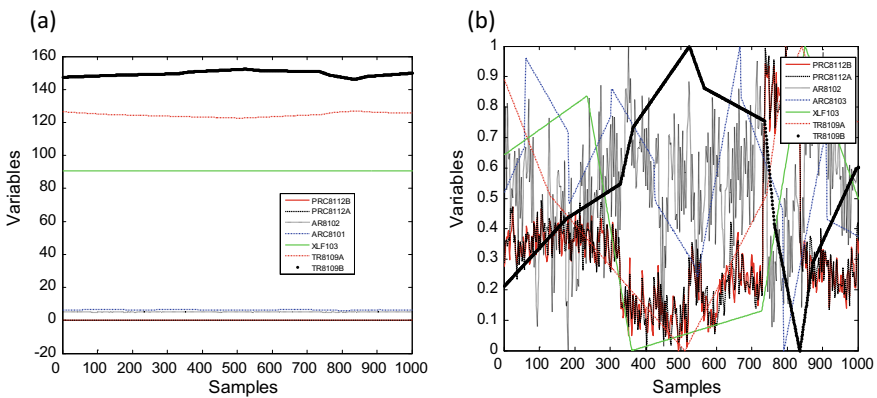 (a)
160
140
120
100
80
60
40
20
0
-20
Variables
PRC8112B
PRC8112A
AR8102
ARC8101
XLF103
TR8109A
TR8109B
0 100 200 300 400 500 600 700 800 900 1000
Samples
(b)
1
0.9
0.8
0.7
0.6
0.5
0.4
0.3
0.2
0.1
0
Variables
PRC8112B
PRC8112A
AR8102
ARC8103
XLF103
TR8109A
TR8109B
0 100 200 300 400 500 600 700 800 900 1000
Samples